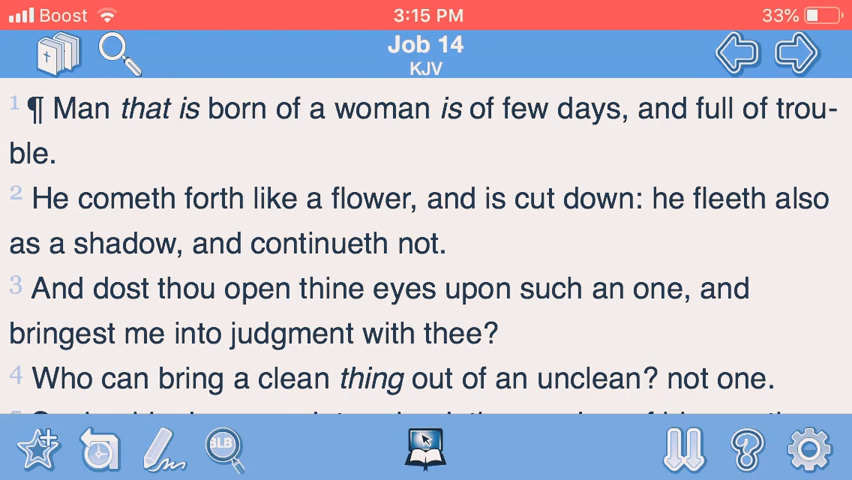 Boost 3:15 PM 33%
Job 14
KJV
1 ¶ Man that is born of a woman is of few days, and full of trou-
ble.
2 He cometh forth like a flower, and is cut down: he fleeth also
as a shadow, and continueth not.
3 And dost thou open thine eyes upon such an one, and
bringest me into judgment with thee?
4 Who can bring a clean thing out of an unclean? not one.
BLB